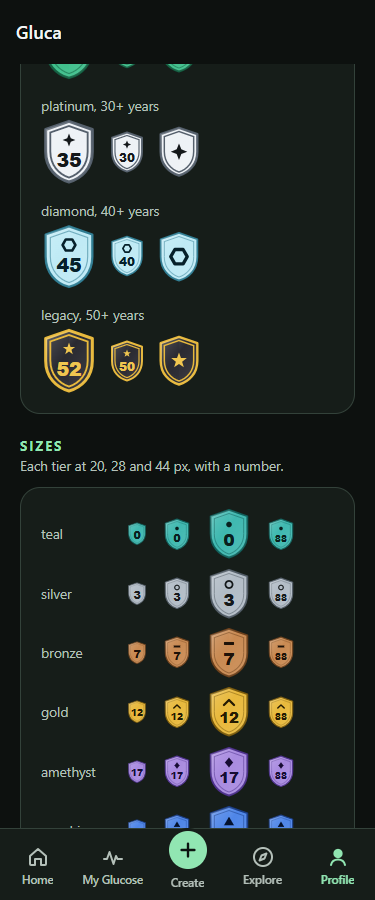 Gluca
platinum, 30+ years
35
30
diamond, 40+ years
45
40
legacy, 50+ years
52
50
SIZES
Each tier at 20, 28 and 44 px, with a number.
teal
0
0
0
88
silver
3
3
3
88
bronze
7
7
7
88
gold
12
12
12
88
amethyst
17
17
17
88
Home
My Glucose
Create
Explore
Profile